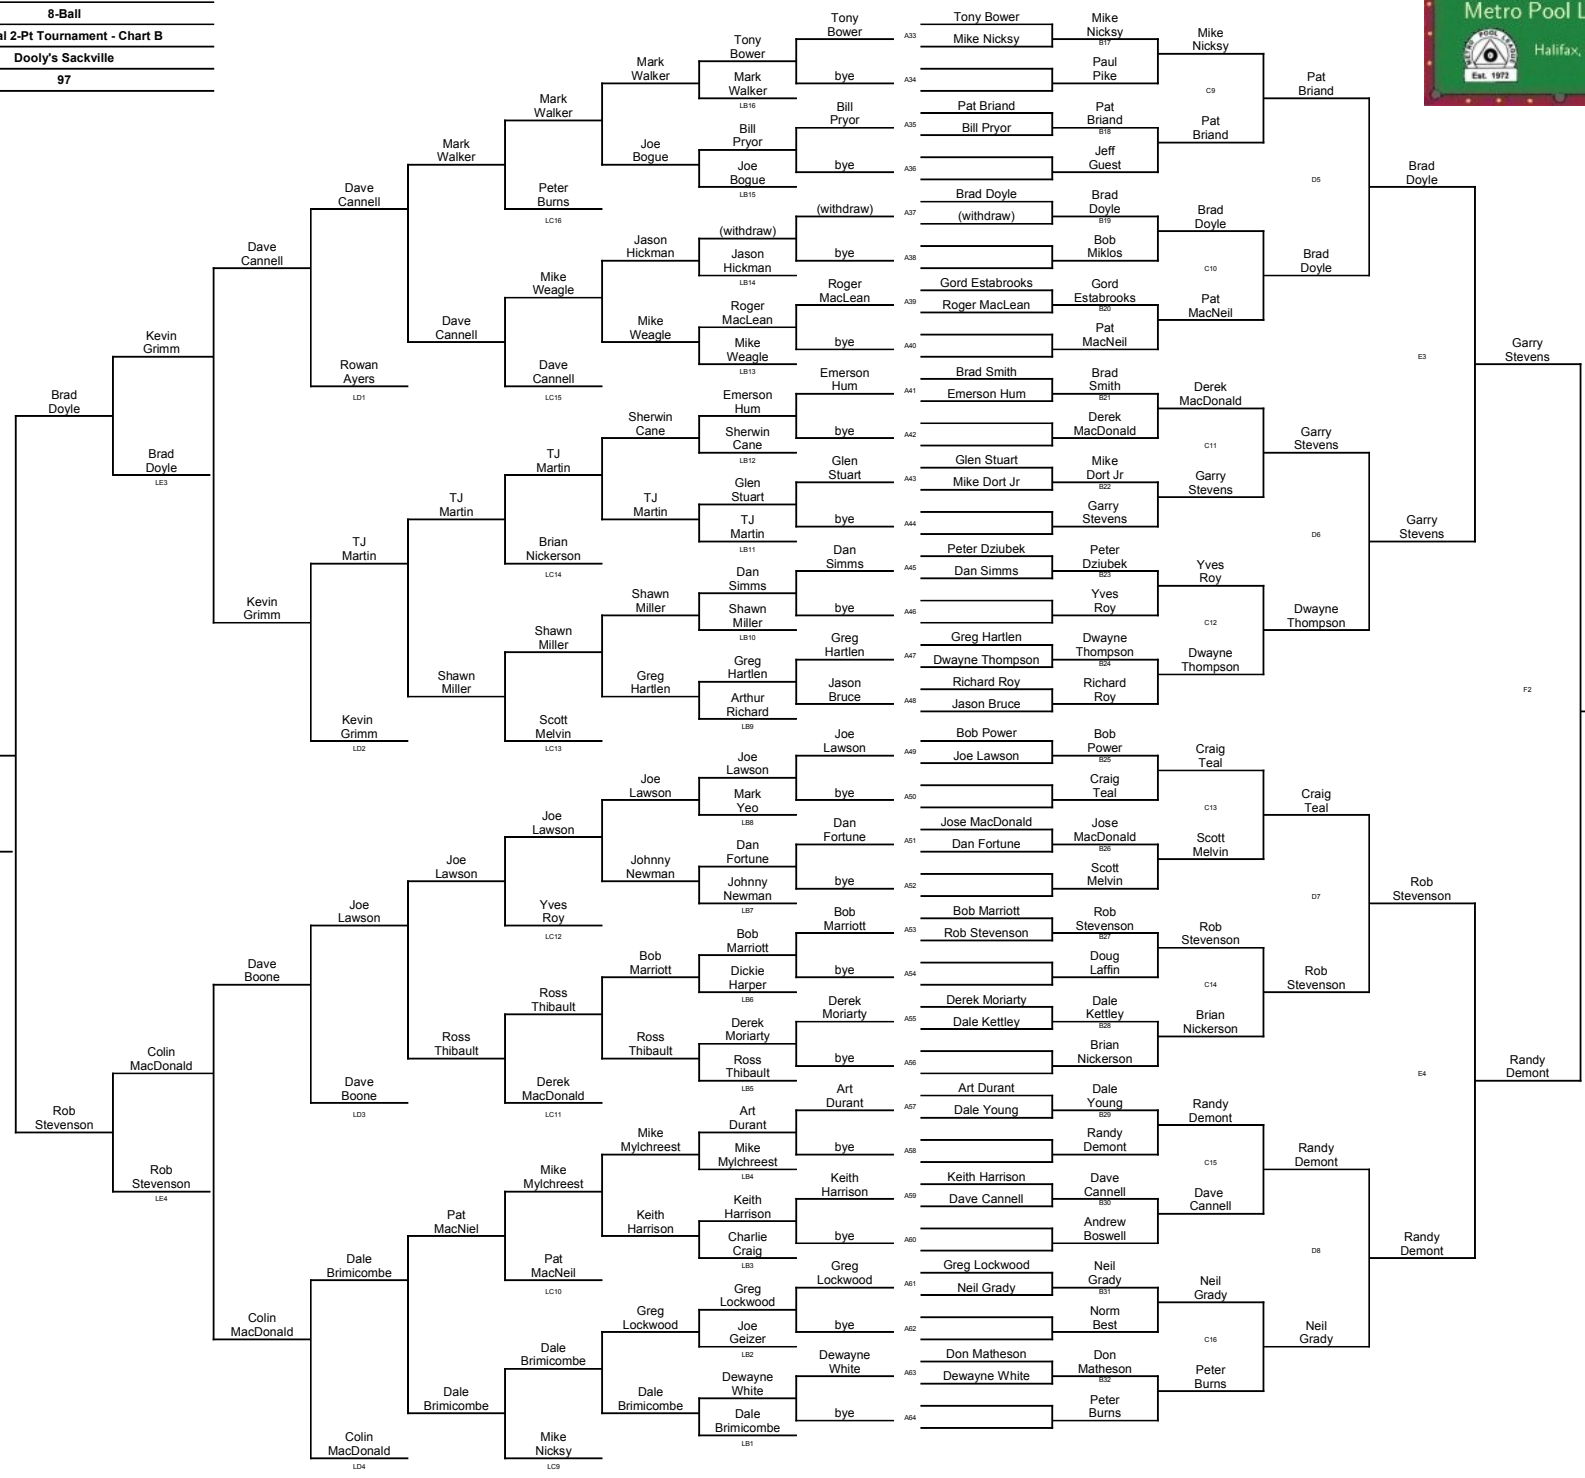 8-Ball
al 2-Pt Tournament - Chart B
Dooly's Sackville
97
Metro Pool L
METRO POOL LEAGUE
Est. 1972
Halifax,
Brad
Doyle
Rob
Stevenson
Kevin
Grimm
Brad
Doyle
LE3
Colin
MacDonald
Rob
Stevenson
LE4
Dave
Cannell
Kevin
Grimm
Dave
Boone
Colin
MacDonald
Dave
Cannell
Rowan
Ayers
LD1
TJ
Martin
Kevin
Grimm
LD2
Joe
Lawson
Dave
Boone
LD3
Dale
Brimicombe
Colin
MacDonald
LD4
Mark
Walker
Dave
Cannell
TJ
Martin
Shawn
Miller
Joe
Lawson
Ross
Thibault
Pat
MacNiel
Dale
Brimicombe
Mark
Walker
Peter
Burns
LC16
Mike
Weagle
Dave
Cannell
LC15
TJ
Martin
Brian
Nickerson
LC14
Shawn
Miller
Scott
Melvin
LC13
Joe
Lawson
Yves
Roy
LC12
Ross
Thibault
Derek
MacDonald
LC11
Mike
Mylchreest
Pat
MacNeil
LC10
Dale
Brimicombe
Mike
Nicksy
LC9
Mark
Walker
Joe
Bogue
Jason
Hickman
Mike
Weagle
Sherwin
Cane
TJ
Martin
Shawn
Miller
Greg
Hartlen
Joe
Lawson
Johnny
Newman
Bob
Marriott
Ross
Thibault
Mike
Mylchreest
Keith
Harrison
Greg
Lockwood
Dale
Brimicombe
Tony
Bower
Mark
Walker
LB16
Bill
Pryor
Joe
Bogue
LB15
(withdraw)
Jason
Hickman
LB14
Roger
MacLean
Mike
Weagle
LB13
Emerson
Hum
Sherwin
Cane
LB12
Glen
Stuart
TJ
Martin
LB11
Dan
Simms
Shawn
Miller
LB10
Greg
Hartlen
Arthur
Richard
LB9
Joe
Lawson
Mark
Yeo
LB8
Dan
Fortune
Johnny
Newman
LB7
Bob
Marriott
Dickie
Harper
LB6
Derek
Moriarty
Ross
Thibault
LB5
Art
Durant
Mike
Mylchreest
LB4
Keith
Harrison
Charlie
Craig
LB3
Greg
Lockwood
Joe
Geizer
LB2
Dewayne
White
Dale
Brimicombe
LB1
Tony
Bower
bye
Bill
Pryor
bye
(withdraw)
bye
Roger
MacLean
bye
Emerson
Hum
bye
Glen
Stuart
bye
Dan
Simms
bye
Greg
Hartlen
Jason
Bruce
Joe
Lawson
bye
Dan
Fortune
bye
Bob
Marriott
bye
Derek
Moriarty
bye
Art
Durant
bye
Keith
Harrison
bye
Greg
Lockwood
bye
Dewayne
White
bye
A33
A34
A35
A36
A37
A38
A39
A40
A41
A42
A43
A44
A45
A46
A47
A48
A49
A50
A51
A52
A53
A54
A55
A56
A57
A58
A59
A60
A61
A62
A63
A64
Tony Bower
Mike Nicksy
Pat Briand
Bill Pryor
Brad Doyle
(withdraw)
Gord Estabrooks
Roger MacLean
Brad Smith
Emerson Hum
Glen Stuart
Mike Dort Jr
Peter Dziubek
Dan Simms
Greg Hartlen
Dwayne Thompson
Richard Roy
Jason Bruce
Bob Power
Joe Lawson
Jose MacDonald
Dan Fortune
Bob Marriott
Rob Stevenson
Derek Moriarty
Dale Kettley
Art Durant
Dale Young
Keith Harrison
Dave Cannell
Greg Lockwood
Neil Grady
Don Matheson
Dewayne White
Mike
Nicksy
B17
Paul
Pike
Pat
Briand
B18
Jeff
Guest
Brad
Doyle
B19
Bob
Miklos
Gord
Estabrooks
B20
Pat
MacNeil
Brad
Smith
B21
Derek
MacDonald
Mike
Dort Jr
B22
Garry
Stevens
Peter
Dziubek
B23
Yves
Roy
Dwayne
Thompson
B24
Richard
Roy
Bob
Power
B25
Craig
Teal
Jose
MacDonald
B26
Scott
Melvin
Rob
Stevenson
B27
Doug
Laffin
Dale
Kettley
B28
Brian
Nickerson
Dale
Young
B29
Randy
Demont
Dave
Cannell
B30
Andrew
Boswell
Neil
Grady
B31
Norm
Best
Don
Matheson
B32
Peter
Burns
Mike
Nicksy
C9
Pat
Briand
Brad
Doyle
C10
Pat
MacNeil
Derek
MacDonald
C11
Garry
Stevens
Yves
Roy
C12
Dwayne
Thompson
Craig
Teal
C13
Scott
Melvin
Rob
Stevenson
C14
Brian
Nickerson
Randy
Demont
C15
Dave
Cannell
Neil
Grady
C16
Peter
Burns
Pat
Briand
D5
Brad
Doyle
Garry
Stevens
D6
Dwayne
Thompson
Craig
Teal
D7
Rob
Stevenson
Randy
Demont
D8
Neil
Grady
Brad
Doyle
E3
Garry
Stevens
Rob
Stevenson
E4
Randy
Demont
Garry
Stevens
F2
Randy
Demont